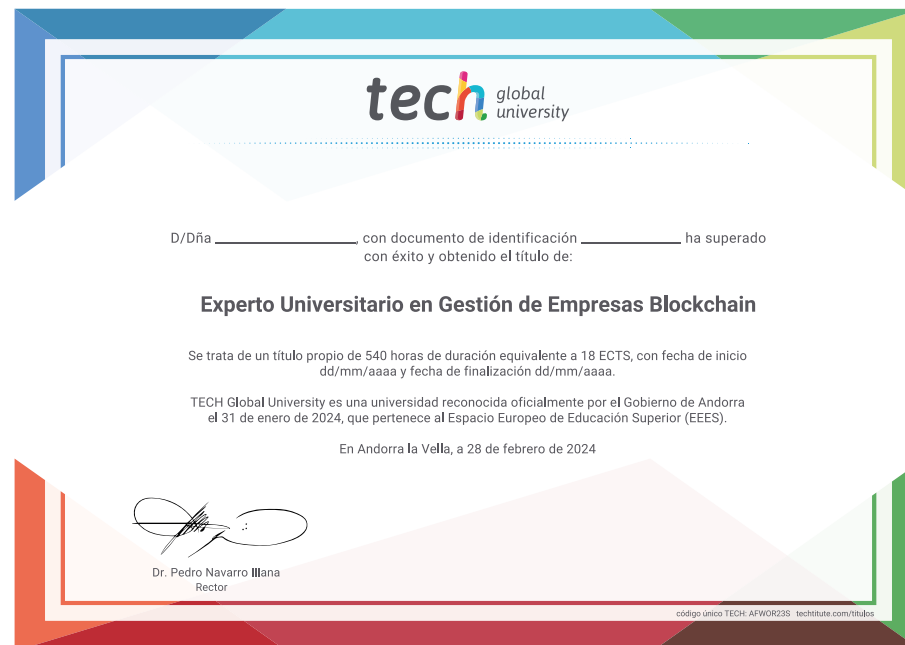 tech global university
D/Dña , con documento de identificación ha superado
con éxito y obtenido el título de:
Experto Universitario en Gestión de Empresas Blockchain
Se trata de un título propio de 540 horas de duración equivalente a 18 ECTS, con fecha de inicio
dd/mm/aaaa y fecha de finalización dd/mm/aaaa.
TECH Global University es una universidad reconocida oficialmente por el Gobierno de Andorra
el 31 de enero de 2024, que pertenece al Espacio Europeo de Educación Superior (EEES).
En Andorra la Vella, a 28 de febrero de 2024
Dr. Pedro Navarro Illana
Rector
código único TECH: AFWOR23S techtitute.com/titulos